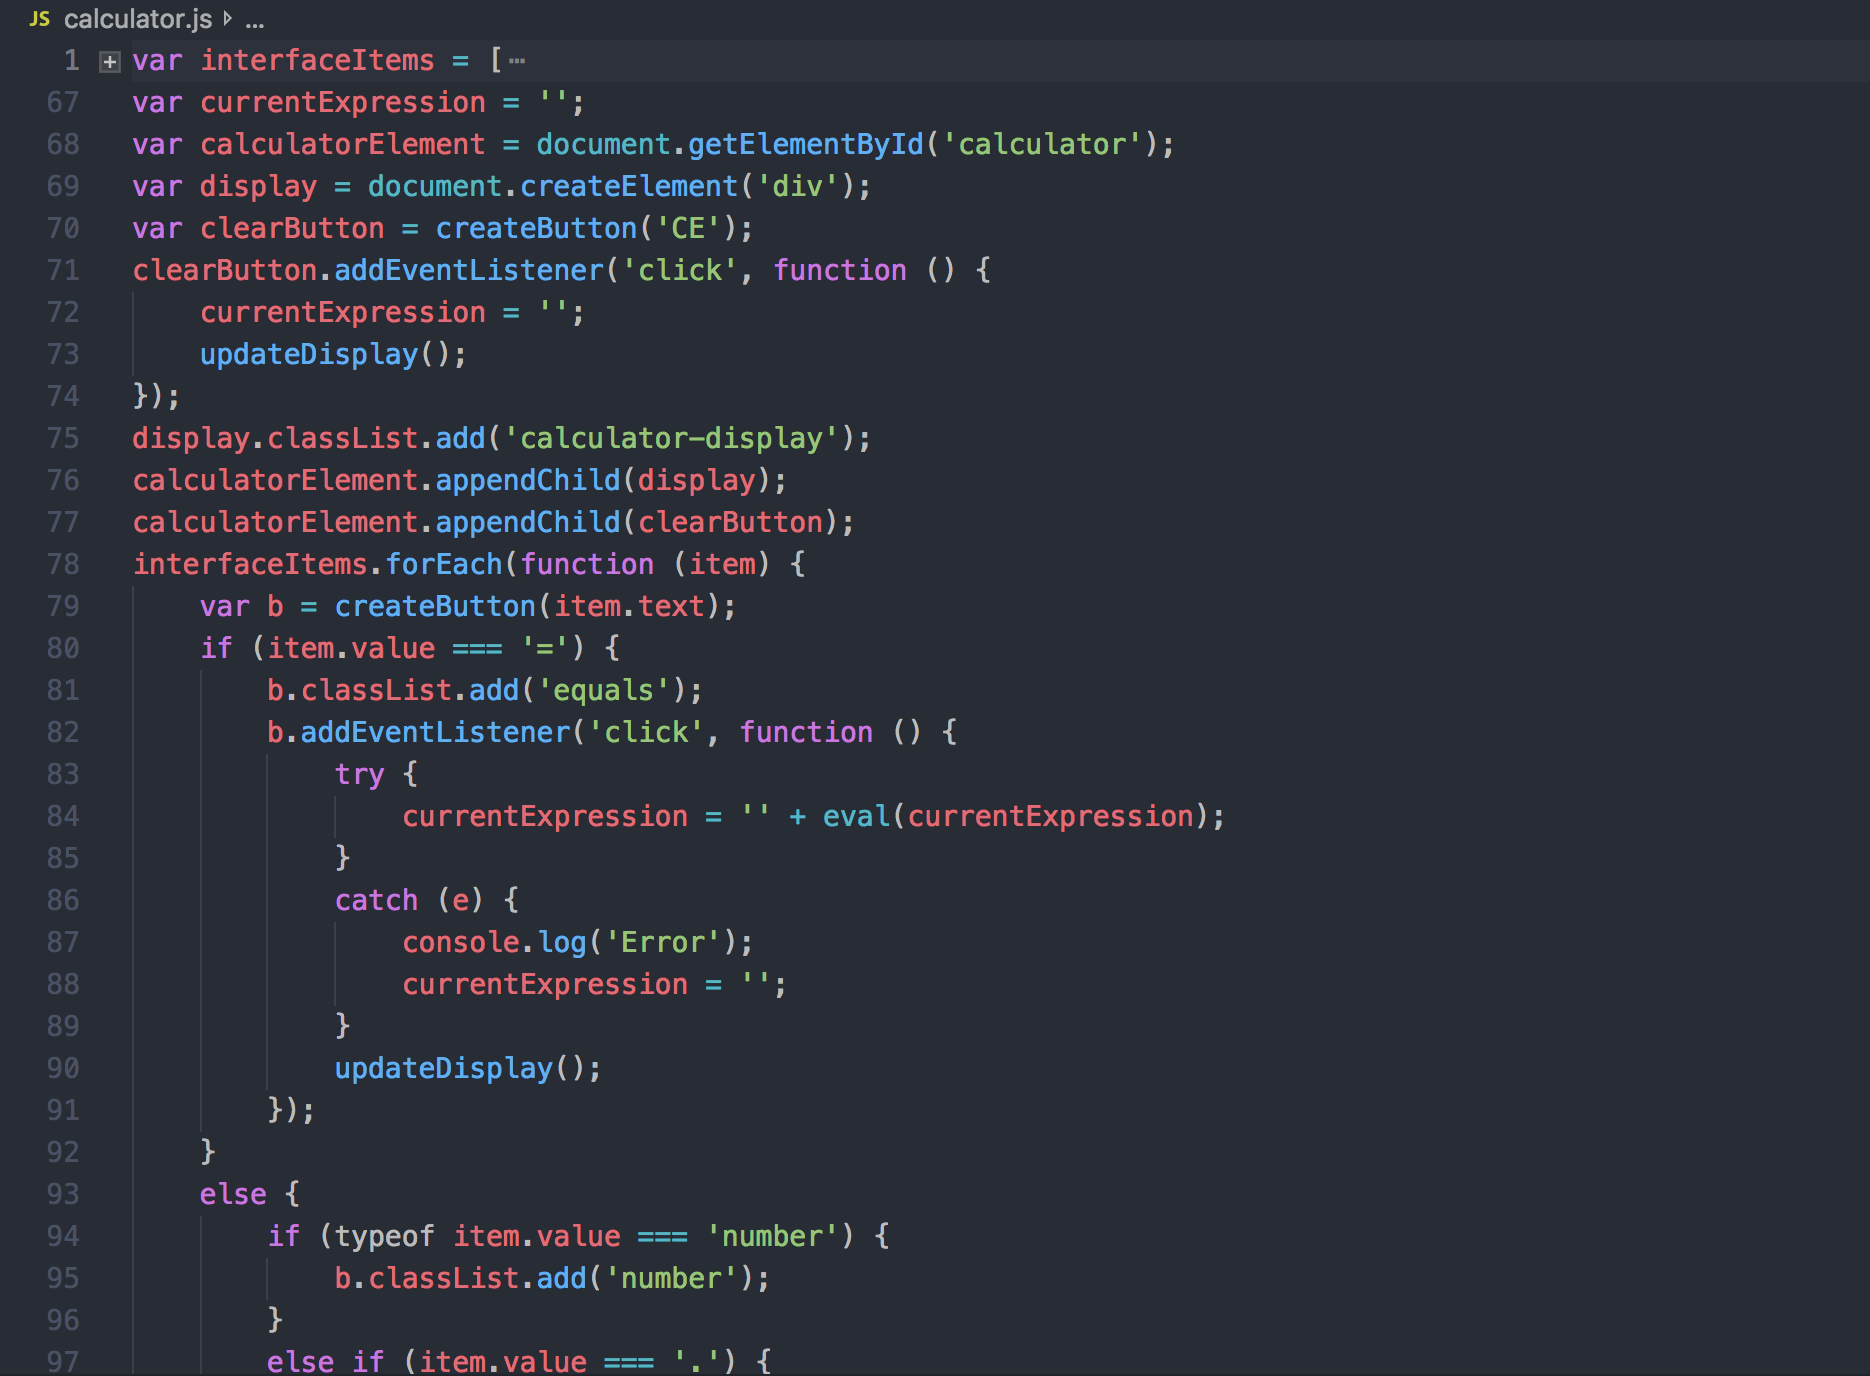 JS calculator.js ▷ ...
1 + var interfaceItems = [⋯
67 var currentExpression = '';
68 var calculatorElement = document.getElementById('calculator');
69 var display = document.createElement('div');
70 var clearButton = createButton('CE');
71 clearButton.addEventListener('click', function () {
72     currentExpression = '';
73     updateDisplay();
74 });
75 display.classList.add('calculator-display');
76 calculatorElement.appendChild(display);
77 calculatorElement.appendChild(clearButton);
78 interfaceItems.forEach(function (item) {
79     var b = createButton(item.text);
80     if (item.value === '=') {
81         b.classList.add('equals');
82         b.addEventListener('click', function () {
83             try {
84                 currentExpression = '' + eval(currentExpression);
85             }
86             catch (e) {
87                 console.log('Error');
88                 currentExpression = '';
89             }
90             updateDisplay();
91         });
92     }
93     else {
94         if (typeof item.value === 'number') {
95             b.classList.add('number');
96         }
97         else if (item.value === '.') {